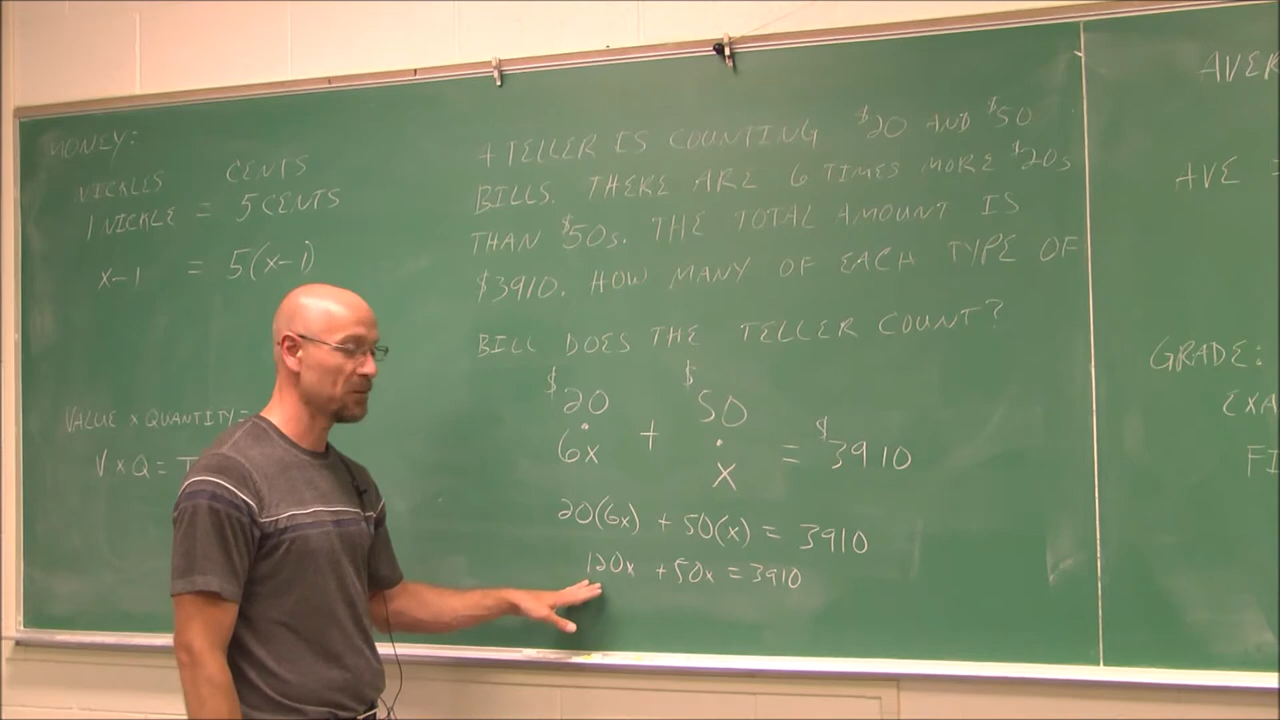 MONEY:
NICKLES CENTS
1 NICKLE = 5 CENTS
x-1 = 5(x-1)
VALUE x QUANTITY=
V x Q = T
A TELLER IS COUNTING $20 AND $50
BILLS. THERE ARE 6 TIMES MORE $20s
THAN $50s. THE TOTAL AMOUNT IS
$3910. HOW MANY OF EACH TYPE OF
BILL DOES THE TELLER COUNT?
$20 $50
6x + x = $3910
20(6x) + 50(x) = 3910
120x + 50x = 3910
AVER
AVE =
GRADE:
EXA
FI